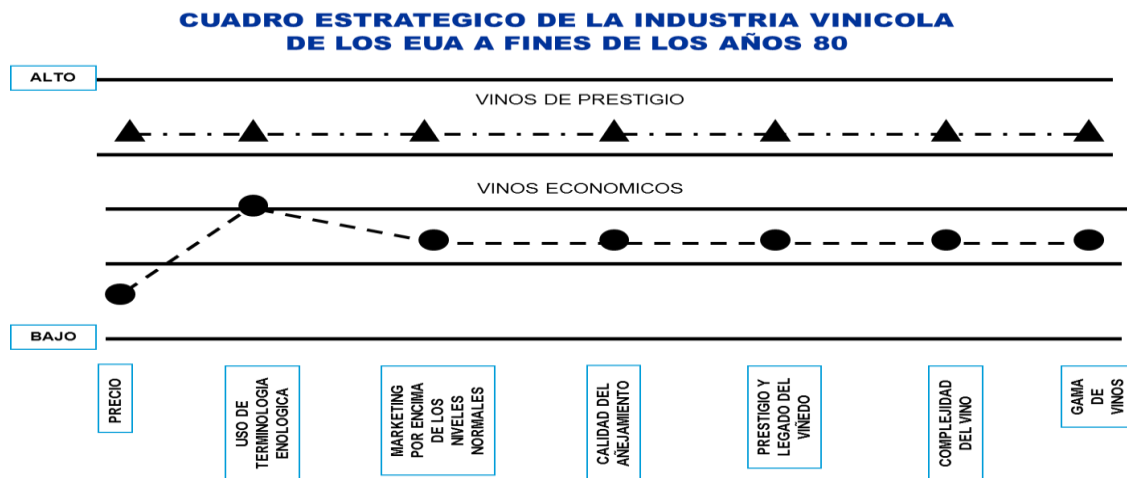 CUADRO ESTRATEGICO DE LA INDUSTRIA VINICOLA
DE LOS EUA A FINES DE LOS AÑOS 80
ALTO
VINOS DE PRESTIGIO
VINOS ECONOMICOS
BAJO
PRECIO
USO DE
TERMINOLOGIA
ENOLOGICA
MARKETING
POR ENCIMA
DE LOS
NIVELES
NORMALES
CALIDAD DEL
AÑEJAMIENTO
PRESTIGIO Y
LEGADO DEL
VIÑEDO
COMPLEJIDAD
DEL VINO
GAMA
DE
VINOS